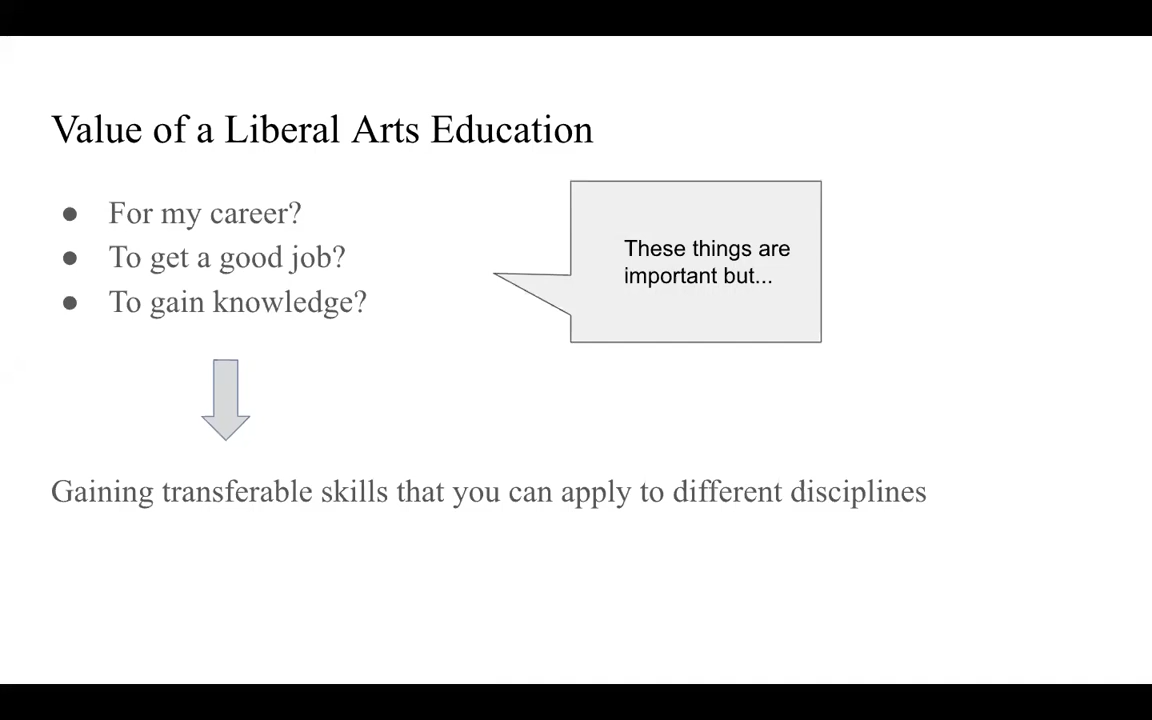 Value of a Liberal Arts Education
● For my career?
● To get a good job?
● To gain knowledge?
These things are
important but...
Gaining transferable skills that you can apply to different disciplines